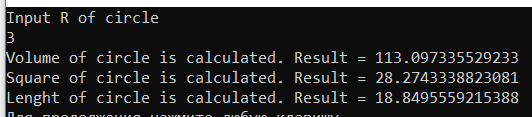 Input R of circle
3
Volume of circle is calculated. Result = 113.097335529233
Square of circle is calculated. Result = 28.2743338823081
Lenght of circle is calculated. Result = 18.8495559215388
Для продолжения нажмите любую клавишу